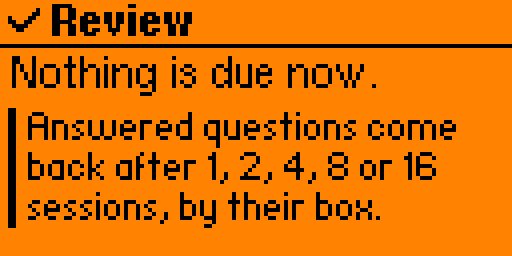 Review
Nothing is due now.
Answered questions come
back after 1, 2, 4, 8 or 16
sessions, by their box.